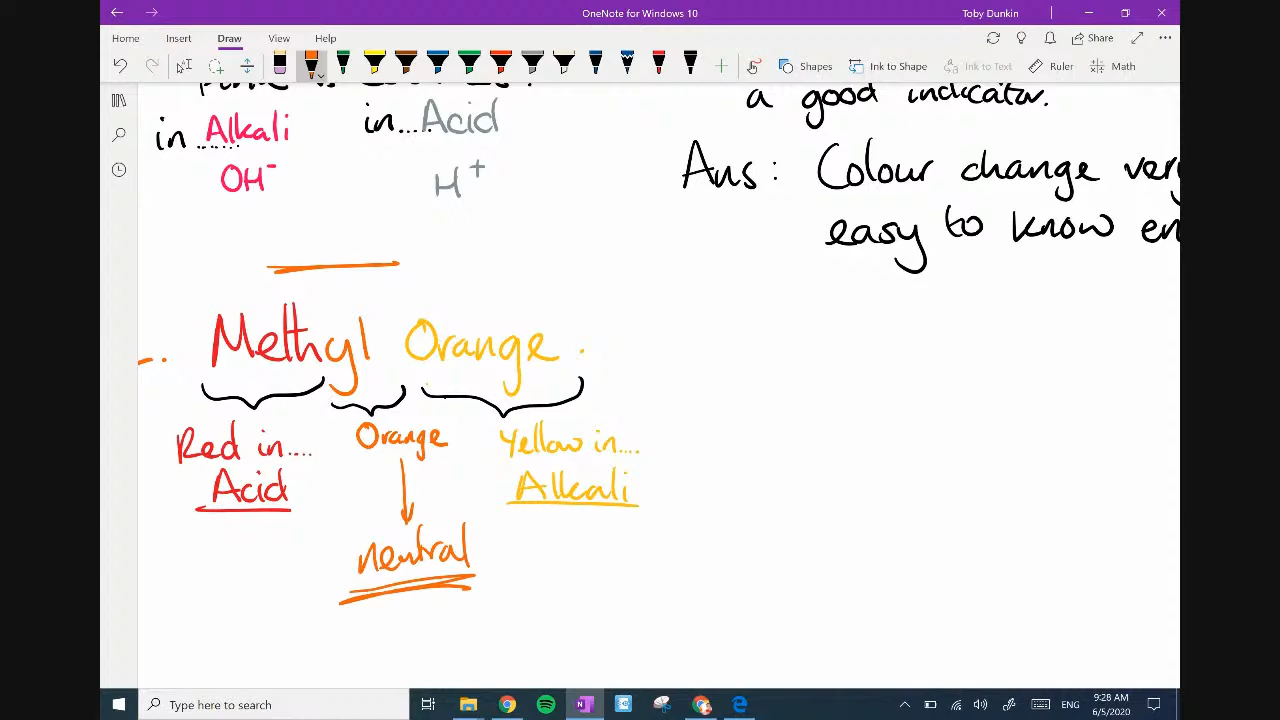 OneNote for Windows 10
Toby Dunkin
Home Insert Draw View Help
Share
Shapes Ink to Shape Ink to Text Ruler Math
in Alkali
in....Acid
OH⁻
H⁺
a good indicator.
Ans: Colour change very
easy to know en
Methyl Orange.
Red in....
Acid
Orange
neutral
Yellow in....
Alkali
Type here to search
ENG
9:28 AM
6/5/2020